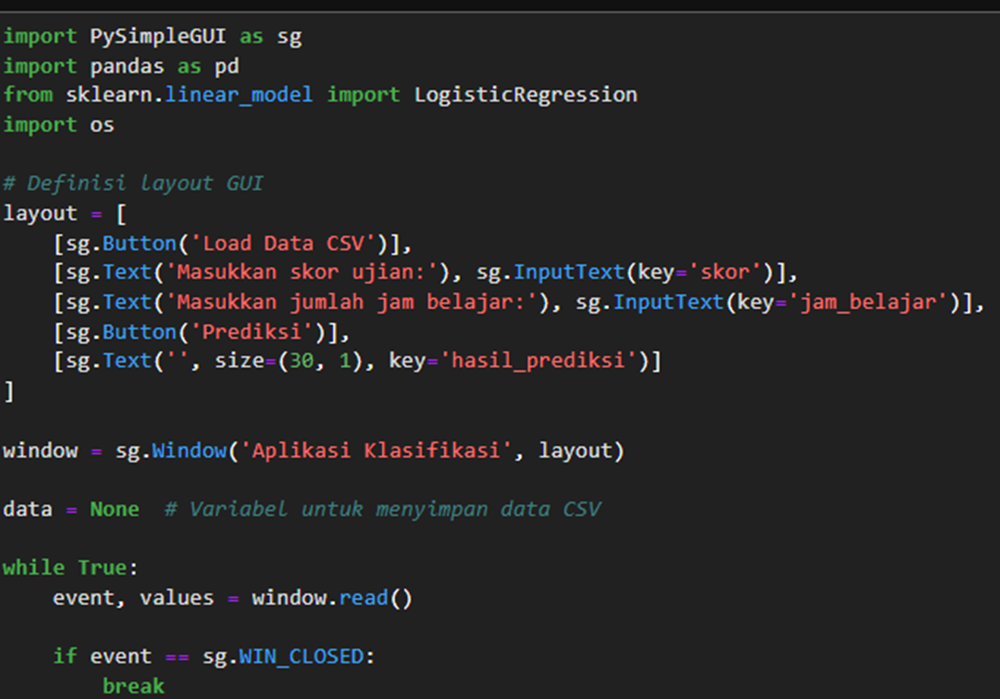 import PySimpleGUI as sg
import pandas as pd
from sklearn.linear_model import LogisticRegression
import os
# Definisi layout GUI
layout = [
    [sg.Button('Load Data CSV')],
    [sg.Text('Masukkan skor ujian:'), sg.InputText(key='skor')],
    [sg.Text('Masukkan jumlah jam belajar:'), sg.InputText(key='jam_belajar')],
    [sg.Button('Prediksi')],
    [sg.Text('', size=(30, 1), key='hasil_prediksi')]
]
window = sg.Window('Aplikasi Klasifikasi', layout)
data = None  # Variabel untuk menyimpan data CSV
while True:
    event, values = window.read()
    if event == sg.WIN_CLOSED:
        break